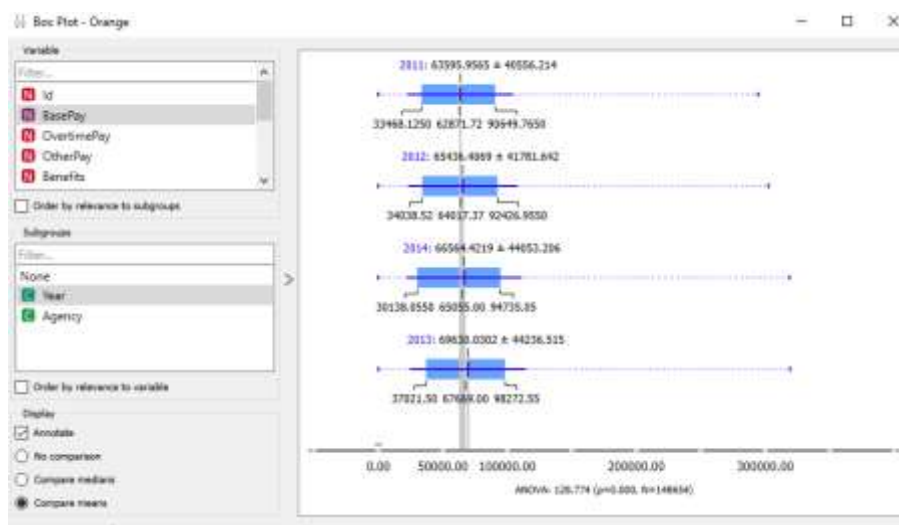 Box Plot - Orange
Variable
Filter...
N Id
N BasePay
N OvertimePay
N OtherPay
N Benefits
Order by relevance to subgroups
Subgroups
Filter...
None
C Year
C Agency
Order by relevance to variable
Display
Annotate
No comparison
Compare medians
Compare means
2011: 63595.9565 ± 40556.214
33468.1250 62871.72 90649.7650
2012: 65436.4069 ± 41781.642
34038.52 64017.37 92426.9550
2014: 66564.4219 ± 44053.206
30138.0550 65055.00 94735.05
2013: 69630.0302 ± 44236.515
37021.50 67669.00 98272.55
0.00 50000.00 100000.00 200000.00 300000.00
ANOVA: 128.774 (p=0.000, N=148654)